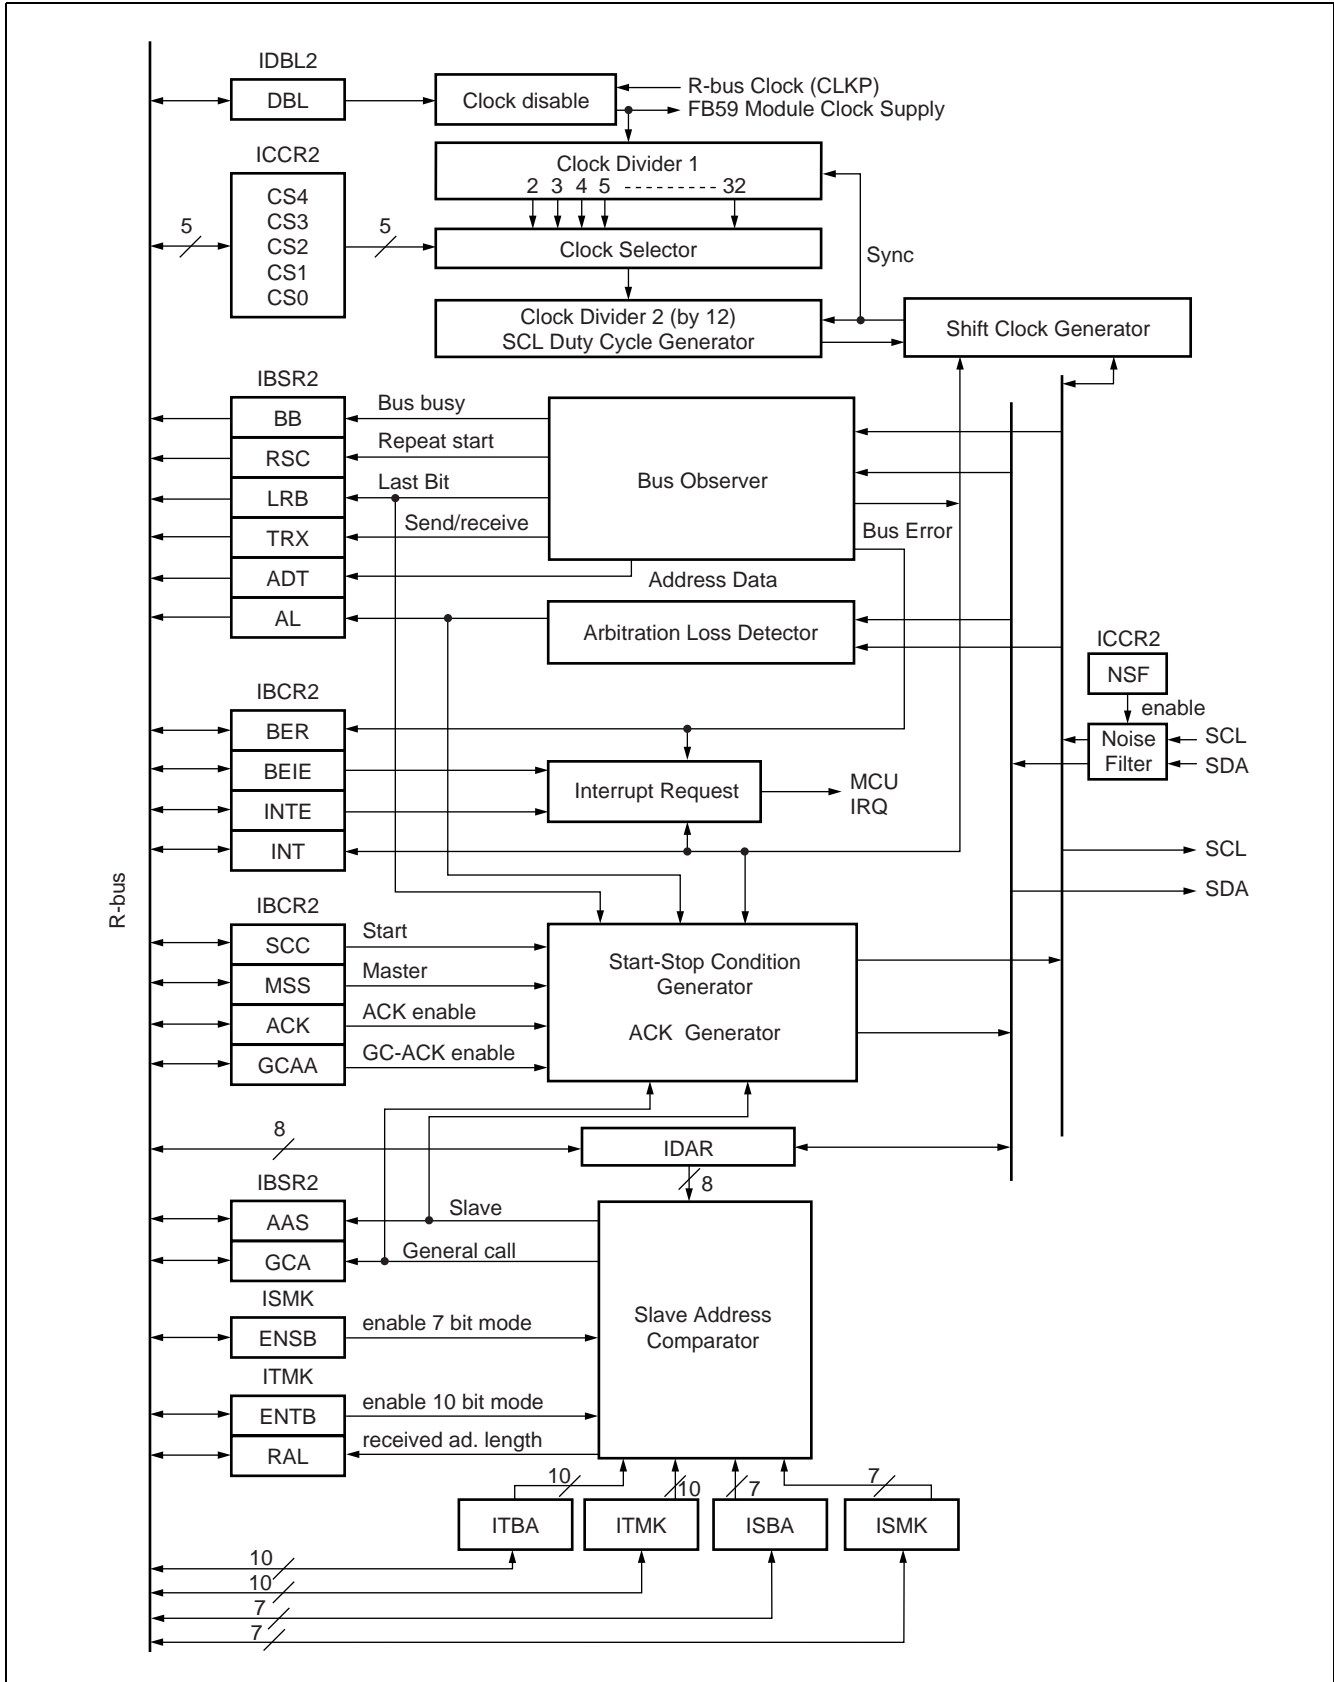 IDBL2
DBL
Clock disable
R-bus Clock (CLKP)
FB59 Module Clock Supply
ICCR2
CS4
CS3
CS2
CS1
CS0
5
5
Clock Divider 1
2 3 4 5 --------- 32
Clock Selector
Sync
Clock Divider 2 (by 12)
SCL Duty Cycle Generator
Shift Clock Generator
IBSR2
BB
RSC
LRB
TRX
ADT
AL
Bus busy
Repeat start
Last Bit
Send/receive
Bus Observer
Bus Error
Address Data
Arbitration Loss Detector
ICCR2
NSF
enable
Noise
Filter
SCL
SDA
IBCR2
BER
BEIE
INTE
INT
Interrupt Request
MCU
IRQ
SCL
SDA
R-bus
IBCR2
SCC
MSS
ACK
GCAA
Start
Master
ACK enable
GC-ACK enable
Start-Stop Condition
Generator
ACK Generator
8
IDAR
8
IBSR2
AAS
GCA
Slave
General call
ISMK
ENSB
enable 7 bit mode
Slave Address
Comparator
ITMK
ENTB
RAL
enable 10 bit mode
received ad. length
10
10
7
7
ITBA
ITMK
ISBA
ISMK
10
10
7
7